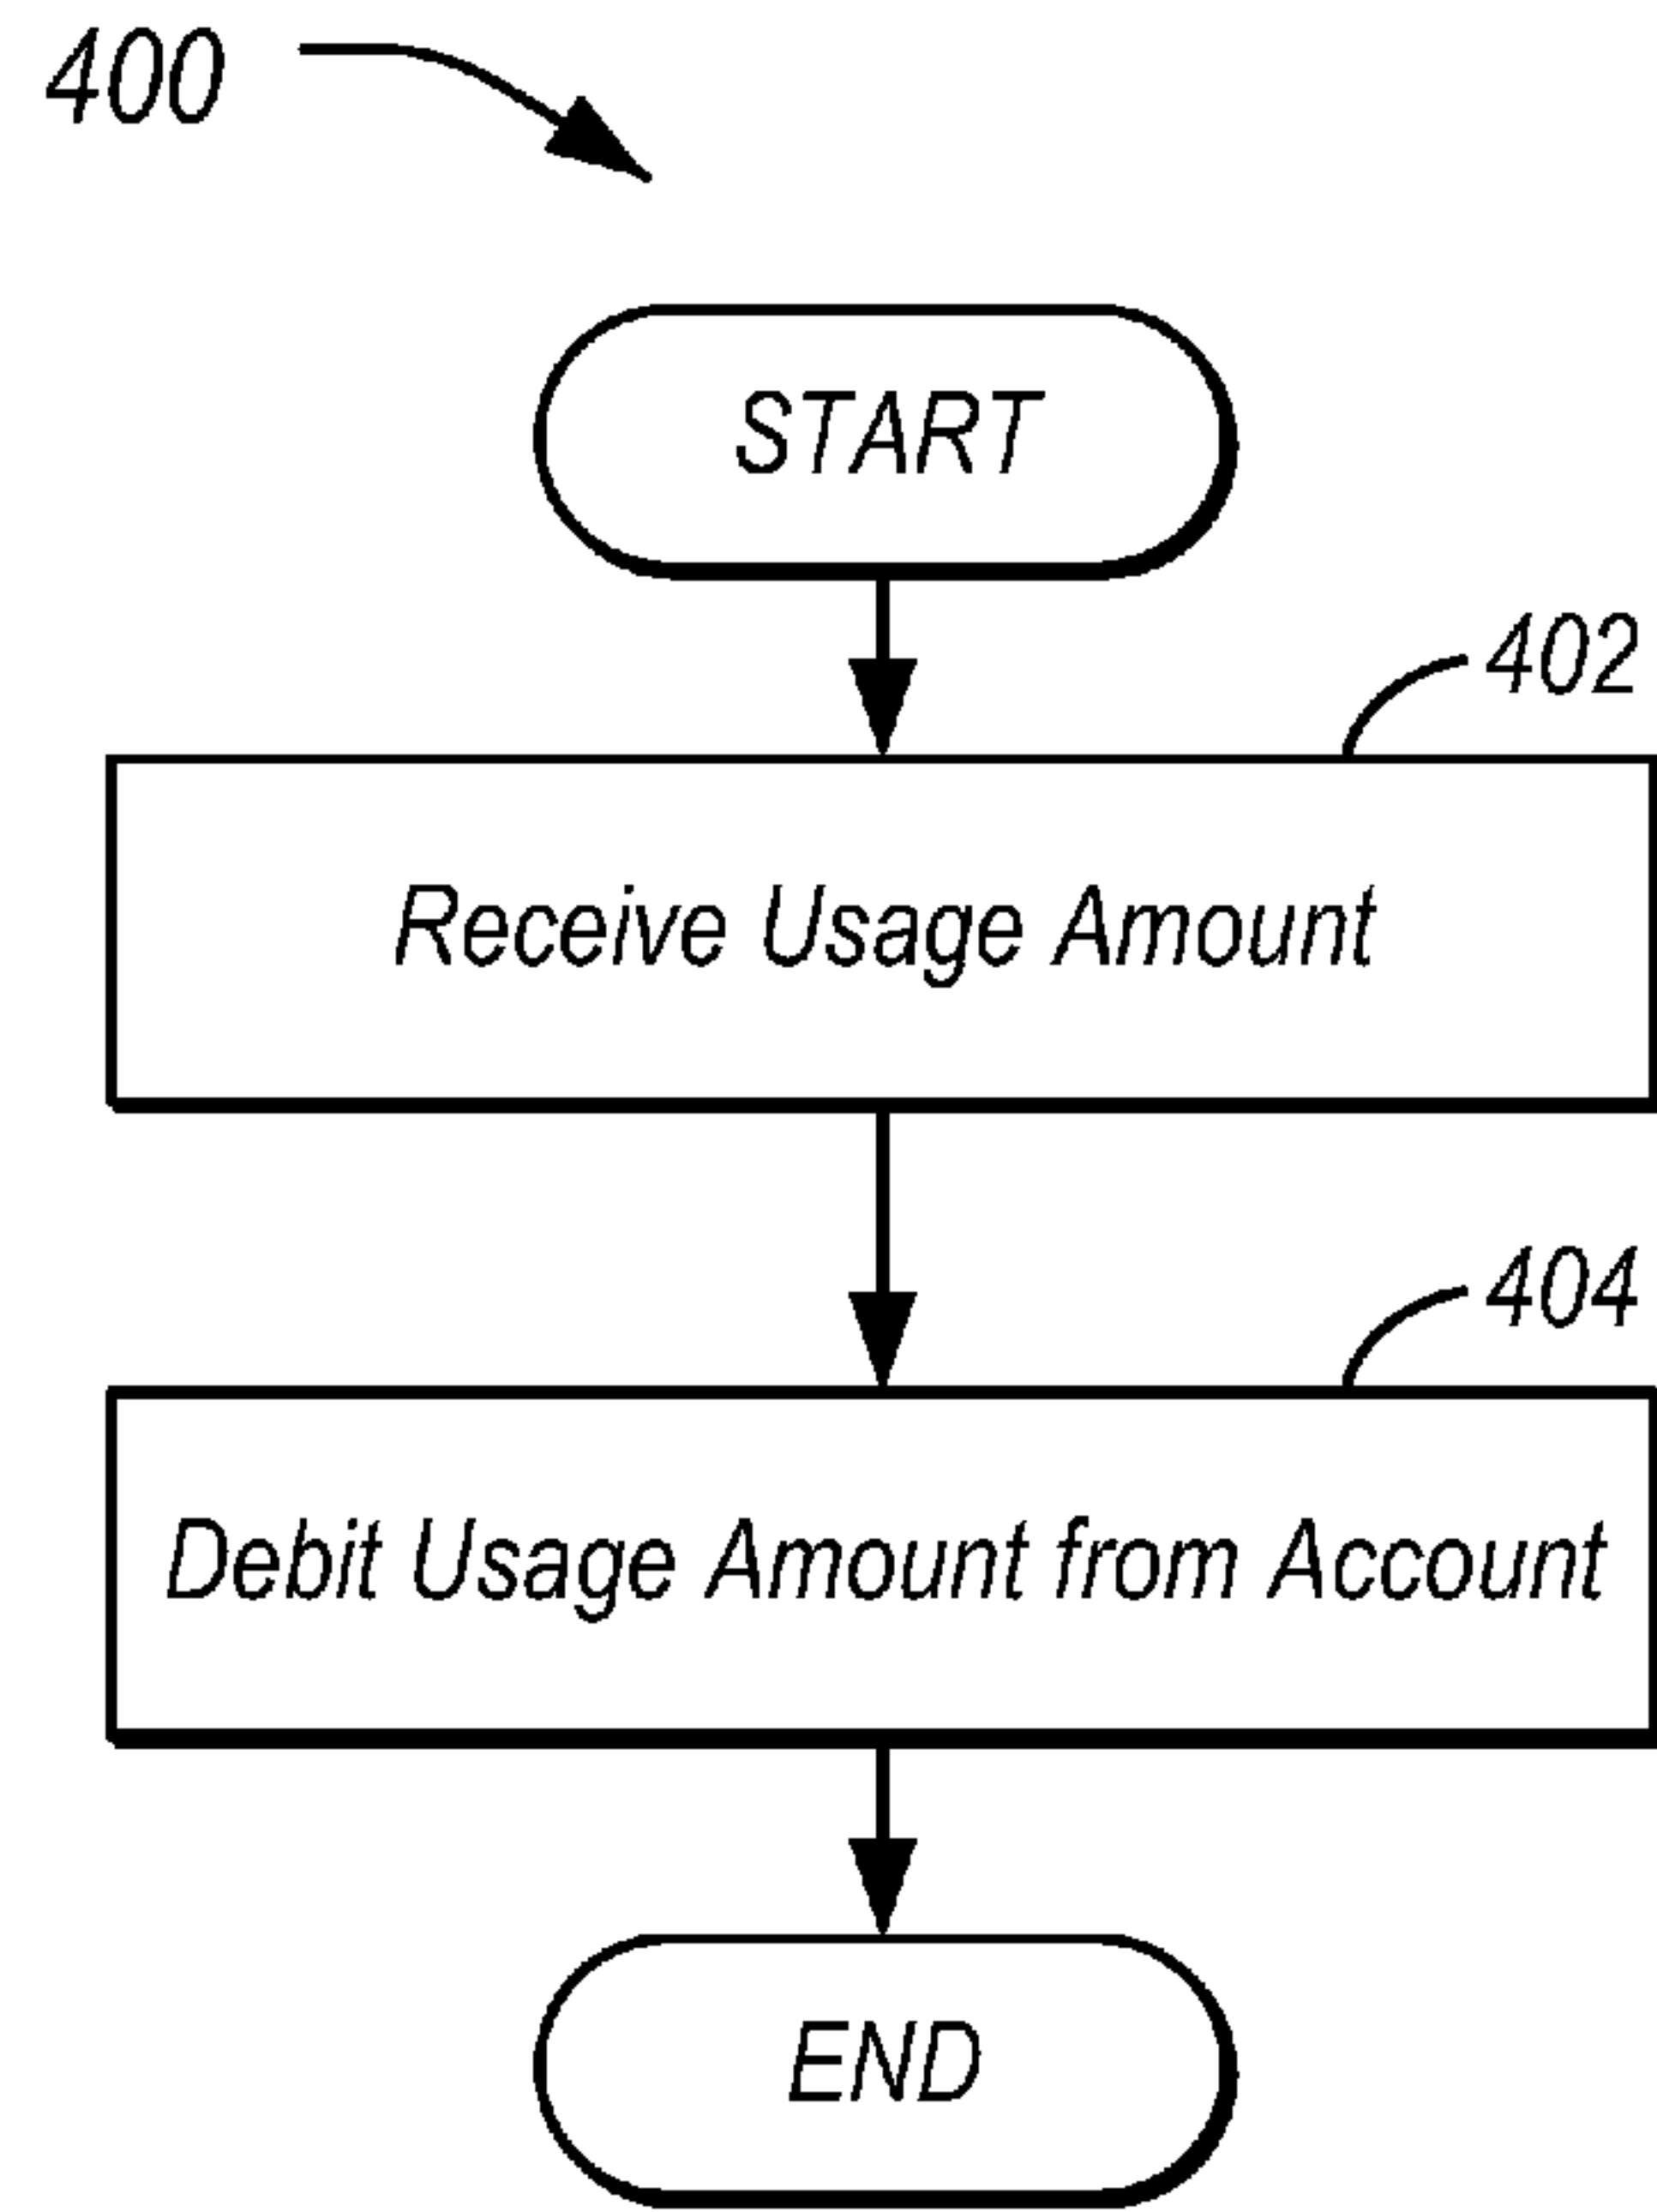 400
START
402
Receive Usage Amount
404
Debit Usage Amount from Account
END